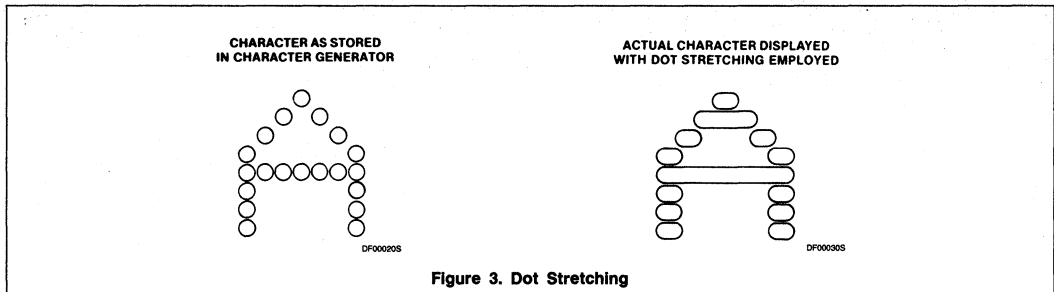 CHARACTER AS STORED
IN CHARACTER GENERATOR
DF00020S
ACTUAL CHARACTER DISPLAYED
WITH DOT STRETCHING EMPLOYED
DF00030S
Figure 3. Dot Stretching